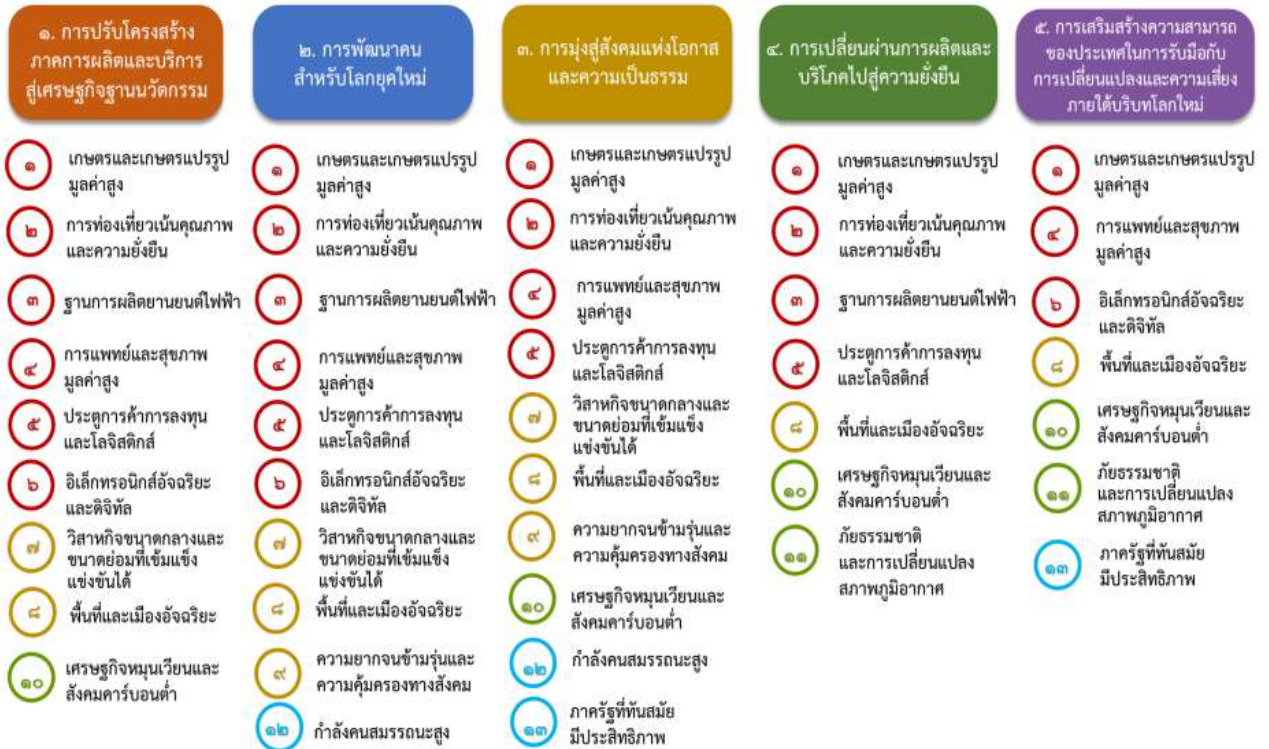 ๑. การปรับโครงสร้าง
ภาคการผลิตและบริการ
สู่เศรษฐกิจฐานนวัตกรรม
๑
เกษตรและเกษตรแปรรูป
มูลค่าสูง
๒
การท่องเที่ยวเน้นคุณภาพ
และความยั่งยืน
๓
ฐานการผลิตยานยนต์ไฟฟ้า
๔
การแพทย์และสุขภาพ
มูลค่าสูง
๕
ประตูการค้าการลงทุน
และโลจิสติกส์
๖
อิเล็กทรอนิกส์อัจฉริยะ
และดิจิทัล
๗
วิสาหกิจขนาดกลางและ
ขนาดย่อมที่เข้มแข็ง
แข่งขันได้
๘
พื้นที่และเมืองอัจฉริยะ
๑๐
เศรษฐกิจหมุนเวียนและ
สังคมคาร์บอนต่ำ
๒. การพัฒนาคน
สำหรับโลกยุคใหม่
๑
เกษตรและเกษตรแปรรูป
มูลค่าสูง
๒
การท่องเที่ยวเน้นคุณภาพ
และความยั่งยืน
๓
ฐานการผลิตยานยนต์ไฟฟ้า
๔
การแพทย์และสุขภาพ
มูลค่าสูง
๕
ประตูการค้าการลงทุน
และโลจิสติกส์
๖
อิเล็กทรอนิกส์อัจฉริยะ
และดิจิทัล
๗
วิสาหกิจขนาดกลางและ
ขนาดย่อมที่เข้มแข็ง
แข่งขันได้
๘
พื้นที่และเมืองอัจฉริยะ
๙
ความยากจนข้ามรุ่นและ
ความคุ้มครองทางสังคม
๑๒
กำลังคนสมรรถนะสูง
๓. การมุ่งสู่สังคมแห่งโอกาส
และความเป็นธรรม
๑
เกษตรและเกษตรแปรรูป
มูลค่าสูง
๒
การท่องเที่ยวเน้นคุณภาพ
และความยั่งยืน
๔
การแพทย์และสุขภาพ
มูลค่าสูง
๕
ประตูการค้าการลงทุน
และโลจิสติกส์
๗
วิสาหกิจขนาดกลางและ
ขนาดย่อมที่เข้มแข็ง
แข่งขันได้
๘
พื้นที่และเมืองอัจฉริยะ
๙
ความยากจนข้ามรุ่นและ
ความคุ้มครองทางสังคม
๑๐
เศรษฐกิจหมุนเวียนและ
สังคมคาร์บอนต่ำ
๑๒
กำลังคนสมรรถนะสูง
๑๓
ภาครัฐที่ทันสมัย
มีประสิทธิภาพ
๔. การเปลี่ยนผ่านการผลิตและ
บริโภคไปสู่ความยั่งยืน
๑
เกษตรและเกษตรแปรรูป
มูลค่าสูง
๒
การท่องเที่ยวเน้นคุณภาพ
และความยั่งยืน
๓
ฐานการผลิตยานยนต์ไฟฟ้า
๕
ประตูการค้าการลงทุน
และโลจิสติกส์
๘
พื้นที่และเมืองอัจฉริยะ
๑๐
เศรษฐกิจหมุนเวียนและ
สังคมคาร์บอนต่ำ
๑๑
ภัยธรรมชาติ
และการเปลี่ยนแปลง
สภาพภูมิอากาศ
๕. การเสริมสร้างความสามารถ
ของประเทศในการรับมือกับ
การเปลี่ยนแปลงและความเสี่ยง
ภายใต้บริบทโลกใหม่
๑
เกษตรและเกษตรแปรรูป
มูลค่าสูง
๔
การแพทย์และสุขภาพ
มูลค่าสูง
๖
อิเล็กทรอนิกส์อัจฉริยะ
และดิจิทัล
๘
พื้นที่และเมืองอัจฉริยะ
๑๐
เศรษฐกิจหมุนเวียนและ
สังคมคาร์บอนต่ำ
๑๑
ภัยธรรมชาติ
และการเปลี่ยนแปลง
สภาพภูมิอากาศ
๑๓
ภาครัฐที่ทันสมัย
มีประสิทธิภาพ